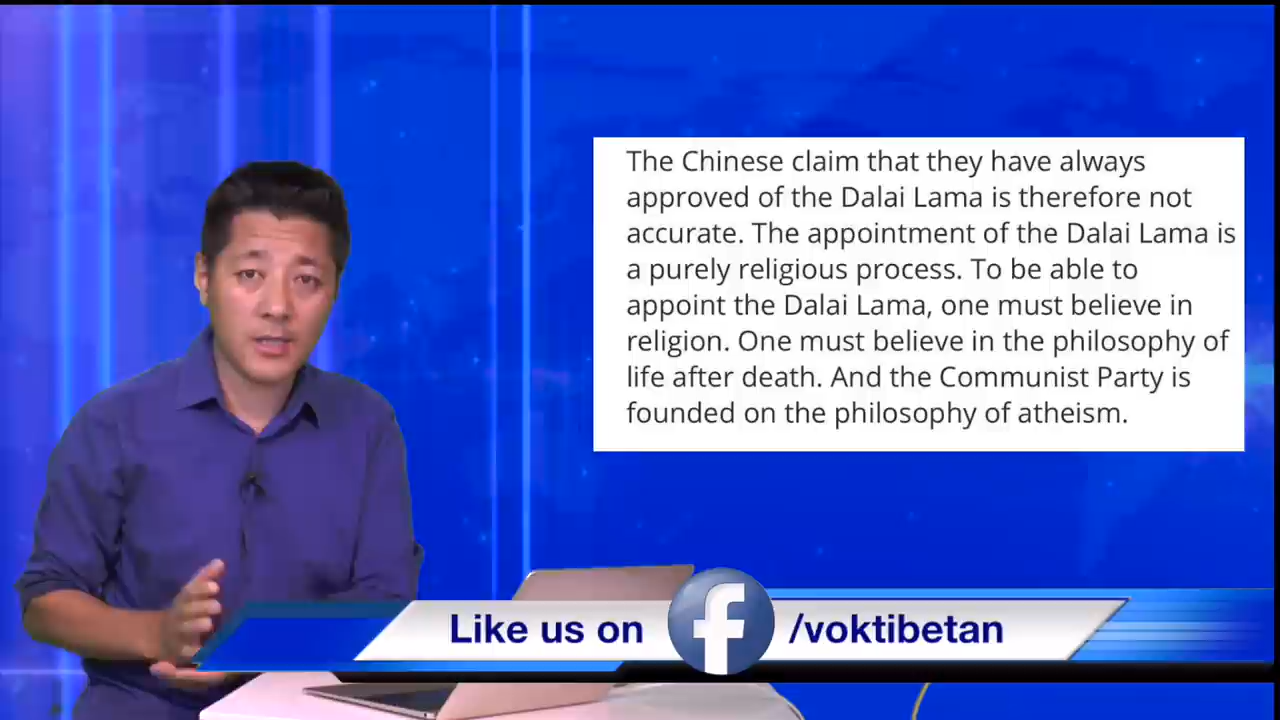 The Chinese claim that they have always
approved of the Dalai Lama is therefore not
accurate. The appointment of the Dalai Lama is
a purely religious process. To be able to
appoint the Dalai Lama, one must believe in
religion. One must believe in the philosophy of
life after death. And the Communist Party is
founded on the philosophy of atheism.
Like us on f /voktibetan